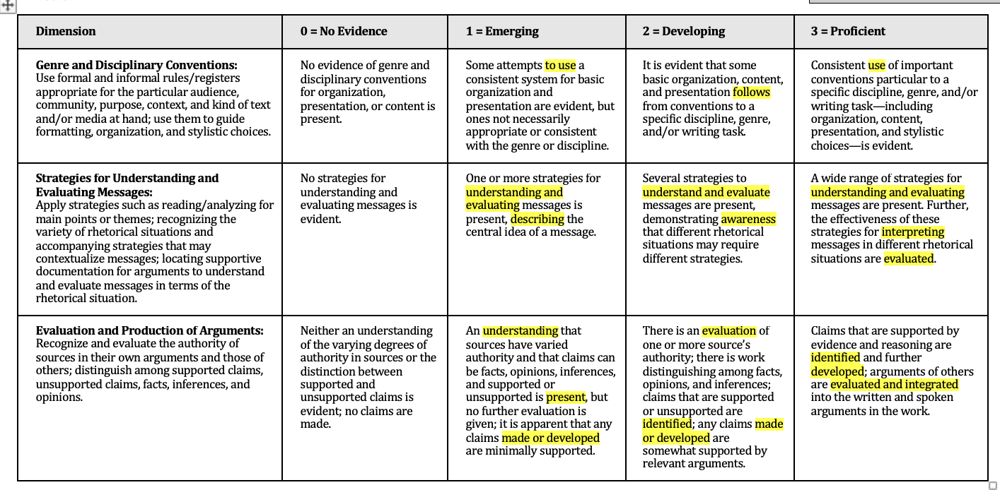 Dimension
0 = No Evidence
1 = Emerging
2 = Developing
3 = Proficient
Genre and Disciplinary Conventions:
Use formal and informal rules/registers
appropriate for the particular audience,
community, purpose, context, and kind of text
and/or media at hand; use them to guide
formatting, organization, and stylistic choices.
No evidence of genre and
disciplinary conventions
for organization,
presentation, or content is
present.
Some attempts to use a
consistent system for basic
organization and
presentation are evident, but
ones not necessarily
appropriate or consistent
with the genre or discipline.
It is evident that some
basic organization, content,
and presentation follows
from conventions to a
specific discipline, genre,
and/or writing task.
Consistent use of important
conventions particular to a
specific discipline, genre, and/or
writing task—including
organization, content,
presentation, and stylistic
choices—is evident.
Strategies for Understanding and
Evaluating Messages:
Apply strategies such as reading/analyzing for
main points or themes; recognizing the
variety of rhetorical situations and
accompanying strategies that may
contextualize messages; locating supportive
documentation for arguments to understand
and evaluate messages in terms of the
rhetorical situation.
No strategies for
understanding and
evaluating messages is
evident.
One or more strategies for
understanding and
evaluating messages is
present, describing the
central idea of a message.
Several strategies to
understand and evaluate
messages are present,
demonstrating awareness
that different rhetorical
situations may require
different strategies.
A wide range of strategies for
understanding and evaluating
messages are present. Further,
the effectiveness of these
strategies for interpreting
messages in different rhetorical
situations are evaluated.
Evaluation and Production of Arguments:
Recognize and evaluate the authority of
sources in their own arguments and those of
others; distinguish among supported claims,
unsupported claims, facts, inferences, and
opinions.
Neither an understanding
of the varying degrees of
authority in sources or the
distinction between
supported and
unsupported claims is
evident; no claims are
made.
An understanding that
sources have varied
authority and that claims can
be facts, opinions, inferences,
and supported or
unsupported is present, but
no further evaluation is
given; it is apparent that any
claims made or developed
are minimally supported.
There is an evaluation of
one or more source's
authority; there is work
distinguishing among facts,
opinions, and inferences;
claims that are supported
or unsupported are
identified; any claims made
or developed are
somewhat supported by
relevant arguments.
Claims that are supported by
evidence and reasoning are
identified and further
developed; arguments of others
are evaluated and integrated
into the written and spoken
arguments in the work.